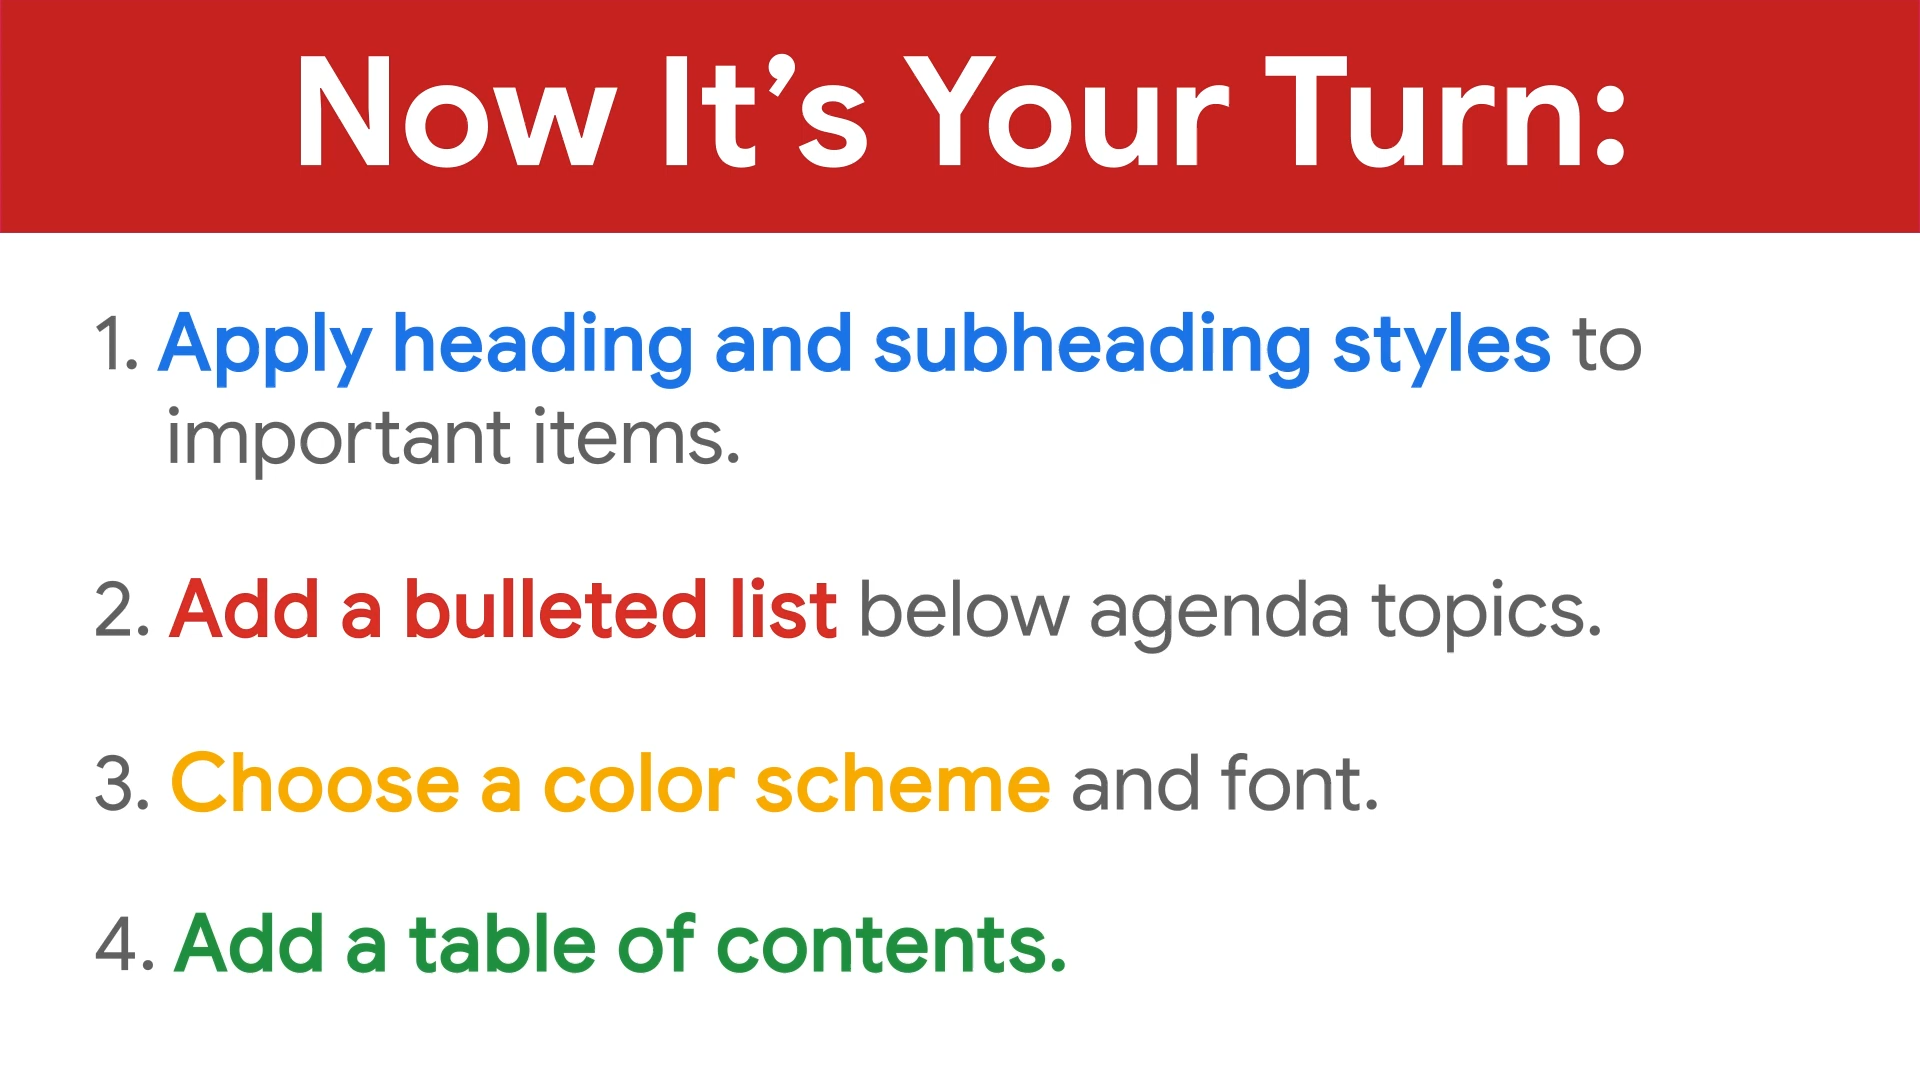 Now It’s Your Turn:
1. Apply heading and subheading styles to
important items.
2. Add a bulleted list below agenda topics.
3. Choose a color scheme and font.
4. Add a table of contents.